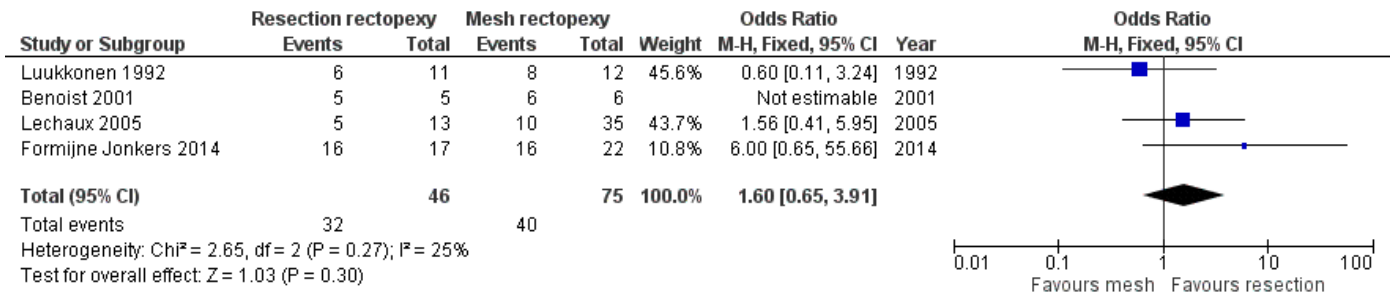 Resection rectopexy Mesh rectopexy Odds Ratio Odds Ratio
Study or Subgroup Events Total Events Total Weight M-H, Fixed, 95% CI Year M-H, Fixed, 95% CI
Luukkonen 1992 6 11 8 12 45.6% 0.60 [0.11, 3.24] 1992
Benoist 2001 5 5 6 6 Not estimable 2001
Lechaux 2005 5 13 10 35 43.7% 1.56 [0.41, 5.95] 2005
Formijne Jonkers 2014 16 17 16 22 10.8% 6.00 [0.65, 55.66] 2014
Total (95% CI) 46 75 100.0% 1.60 [0.65, 3.91]
Total events 32 40
Heterogeneity: Chi² = 2.65, df = 2 (P = 0.27); I² = 25%
Test for overall effect: Z = 1.03 (P = 0.30)
0.01 0.1 1 10 100
Favours mesh Favours resection